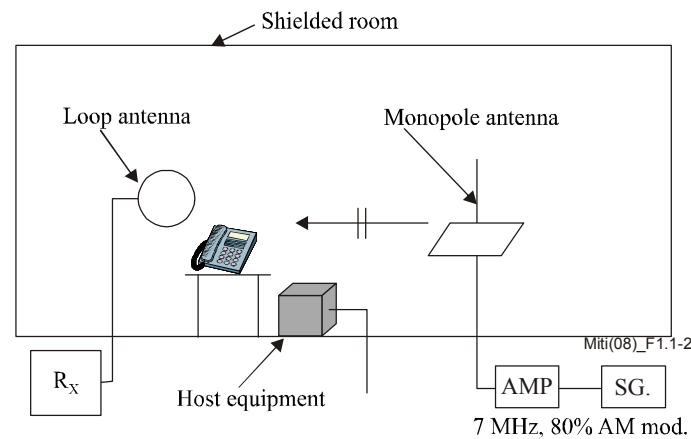 Shielded room
Loop antenna
Monopole antenna
Miti(08)_F1.1-2
RX
Host equipment
AMP
SG.
7 MHz, 80% AM mod.